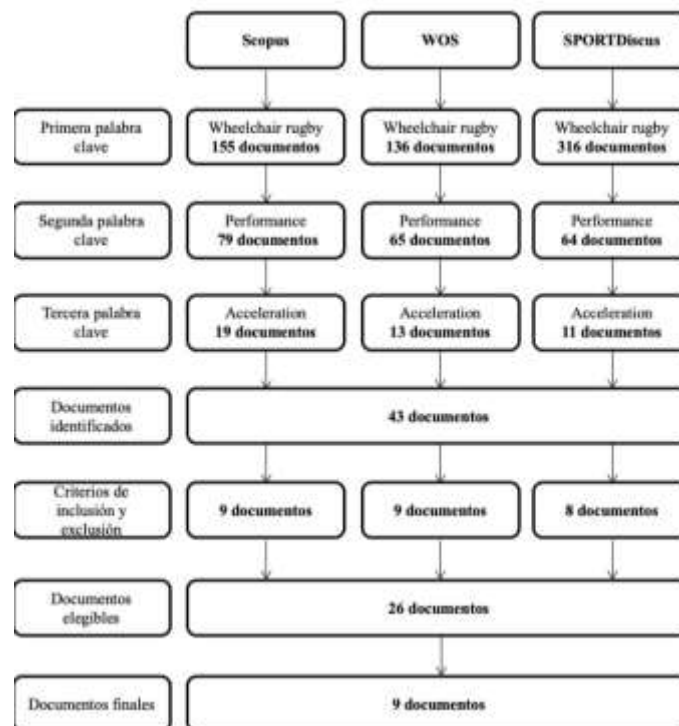 Scopus
WOS
SPORTDiscus
Primera palabra
clave
Wheelchair rugby
155 documentos
Wheelchair rugby
136 documentos
Wheelchair rugby
316 documentos
Segunda palabra
clave
Performance
79 documentos
Performance
65 documentos
Performance
64 documentos
Tercera palabra
clave
Acceleration
19 documentos
Acceleration
13 documentos
Acceleration
11 documentos
Documentos
identificados
43 documentos
Criterios de
inclusión y
exclusión
9 documentos
9 documentos
8 documentos
Documentos
elegibles
26 documentos
Documentos finales
9 documentos